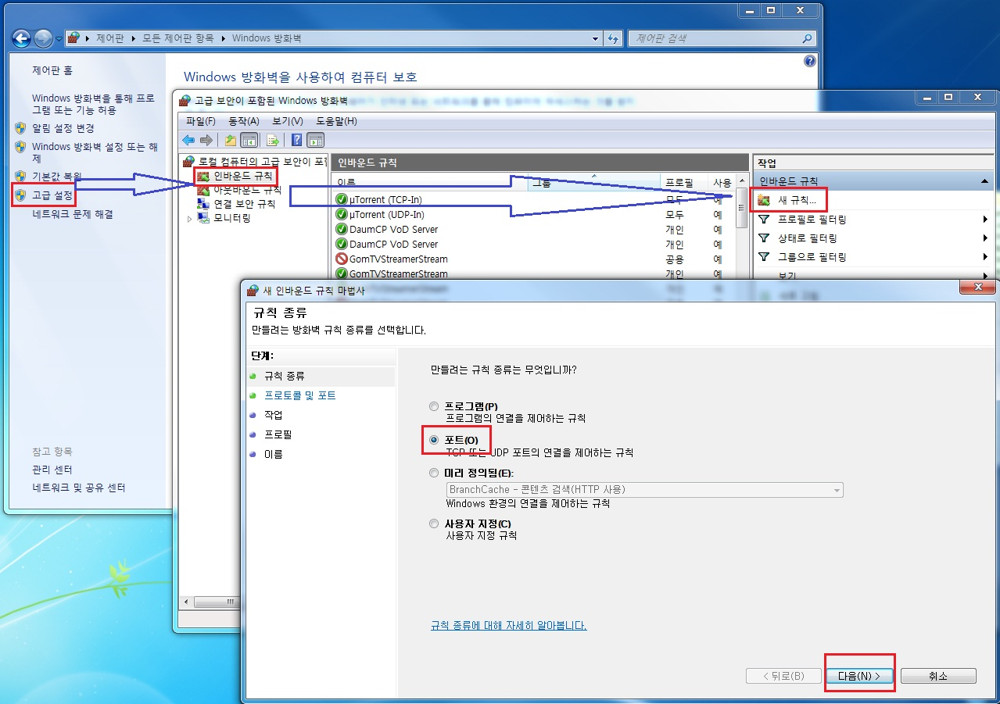 제어판
모든 제어판 항목
Windows 방화벽
제어판 검색
제어판 홈
Windows 방화벽을 통해 프로
그램 또는 기능 허용
알림 설정 변경
Windows 방화벽 설정 또는 해
제
기본값 복원
고급 설정
네트워크 문제 해결
참고 항목
관리 센터
네트워크 및 공유 센터
Windows 방화벽을 사용하여 컴퓨터 보호
고급 보안이 포함된 Windows 방화벽
파일(F) 동작(A) 보기(V) 도움말(H)
로컬 컴퓨터의 고급 보안이 포함
인바운드 규칙
아웃바운드 규칙
연결 보안 규칙
모니터링
인바운드 규칙
이름 그룹 프로필 사용
µTorrent (TCP-In) 모두 예
µTorrent (UDP-In) 모두 예
DaumCP VoD Server 개인 예
DaumCP VoD Server 개인 예
GomTVStreamerStream 공용 예
GomTVStreamerStream 개인 예
작업
인바운드 규칙
새 규칙...
프로필로 필터링
상태로 필터링
그룹으로 필터링
보기
새 인바운드 규칙 마법사
규칙 종류
만들려는 방화벽 규칙 종류를 선택합니다.
단계:
규칙 종류
프로토콜 및 포트
작업
프로필
이름
만들려는 규칙 종류는 무엇입니까?
프로그램(P)
프로그램의 연결을 제어하는 규칙
포트(O)
TCP 또는 UDP 포트의 연결을 제어하는 규칙
미리 정의됨(E):
BranchCache - 콘텐츠 검색(HTTP 사용)
Windows 환경의 연결을 제어하는 규칙
사용자 지정(C)
사용자 지정 규칙
규칙 종류에 대해 자세히 알아봅니다.
< 뒤로(B) 다음(N) > 취소